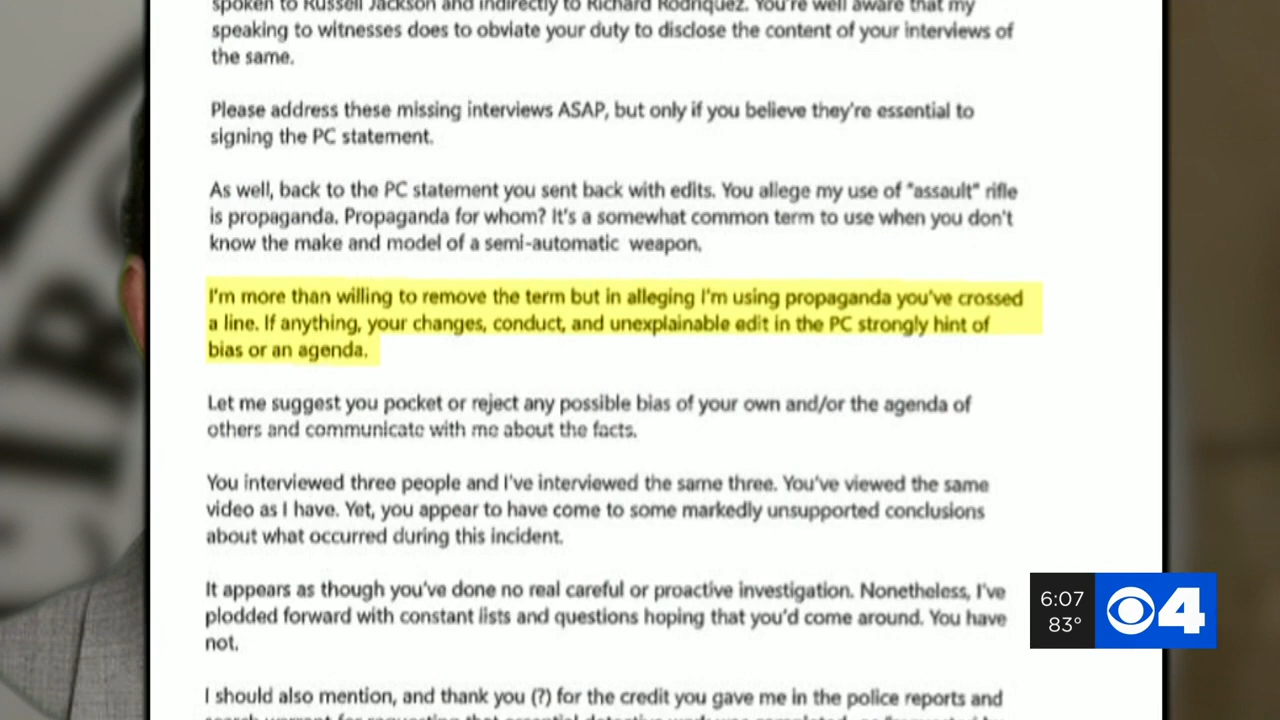 spoken to Russell Jackson and indirectly to Richard Rodriquez. You're well aware that my
speaking to witnesses does to obviate your duty to disclose the content of your interviews of
the same.
Please address these missing interviews ASAP, but only if you believe they're essential to
signing the PC statement.
As well, back to the PC statement you sent back with edits. You allege my use of "assault" rifle
is propaganda. Propaganda for whom? It's a somewhat common term to use when you don't
know the make and model of a semi-automatic weapon.
I'm more than willing to remove the term but in alleging I'm using propaganda you've crossed
a line. If anything, your changes, conduct, and unexplainable edit in the PC strongly hint of
bias or an agenda.
Let me suggest you pocket or reject any possible bias of your own and/or the agenda of
others and communicate with me about the facts.
You interviewed three people and I've interviewed the same three. You've viewed the same
video as I have. Yet, you appear to have come to some markedly unsupported conclusions
about what occurred during this incident.
It appears as though you've done no real careful or proactive investigation. Nonetheless, I've
plodded forward with constant lists and questions hoping that you'd come around. You have
not.
I should also mention, and thank you (?) for the credit you gave me in the police reports and
6:07
83°
4